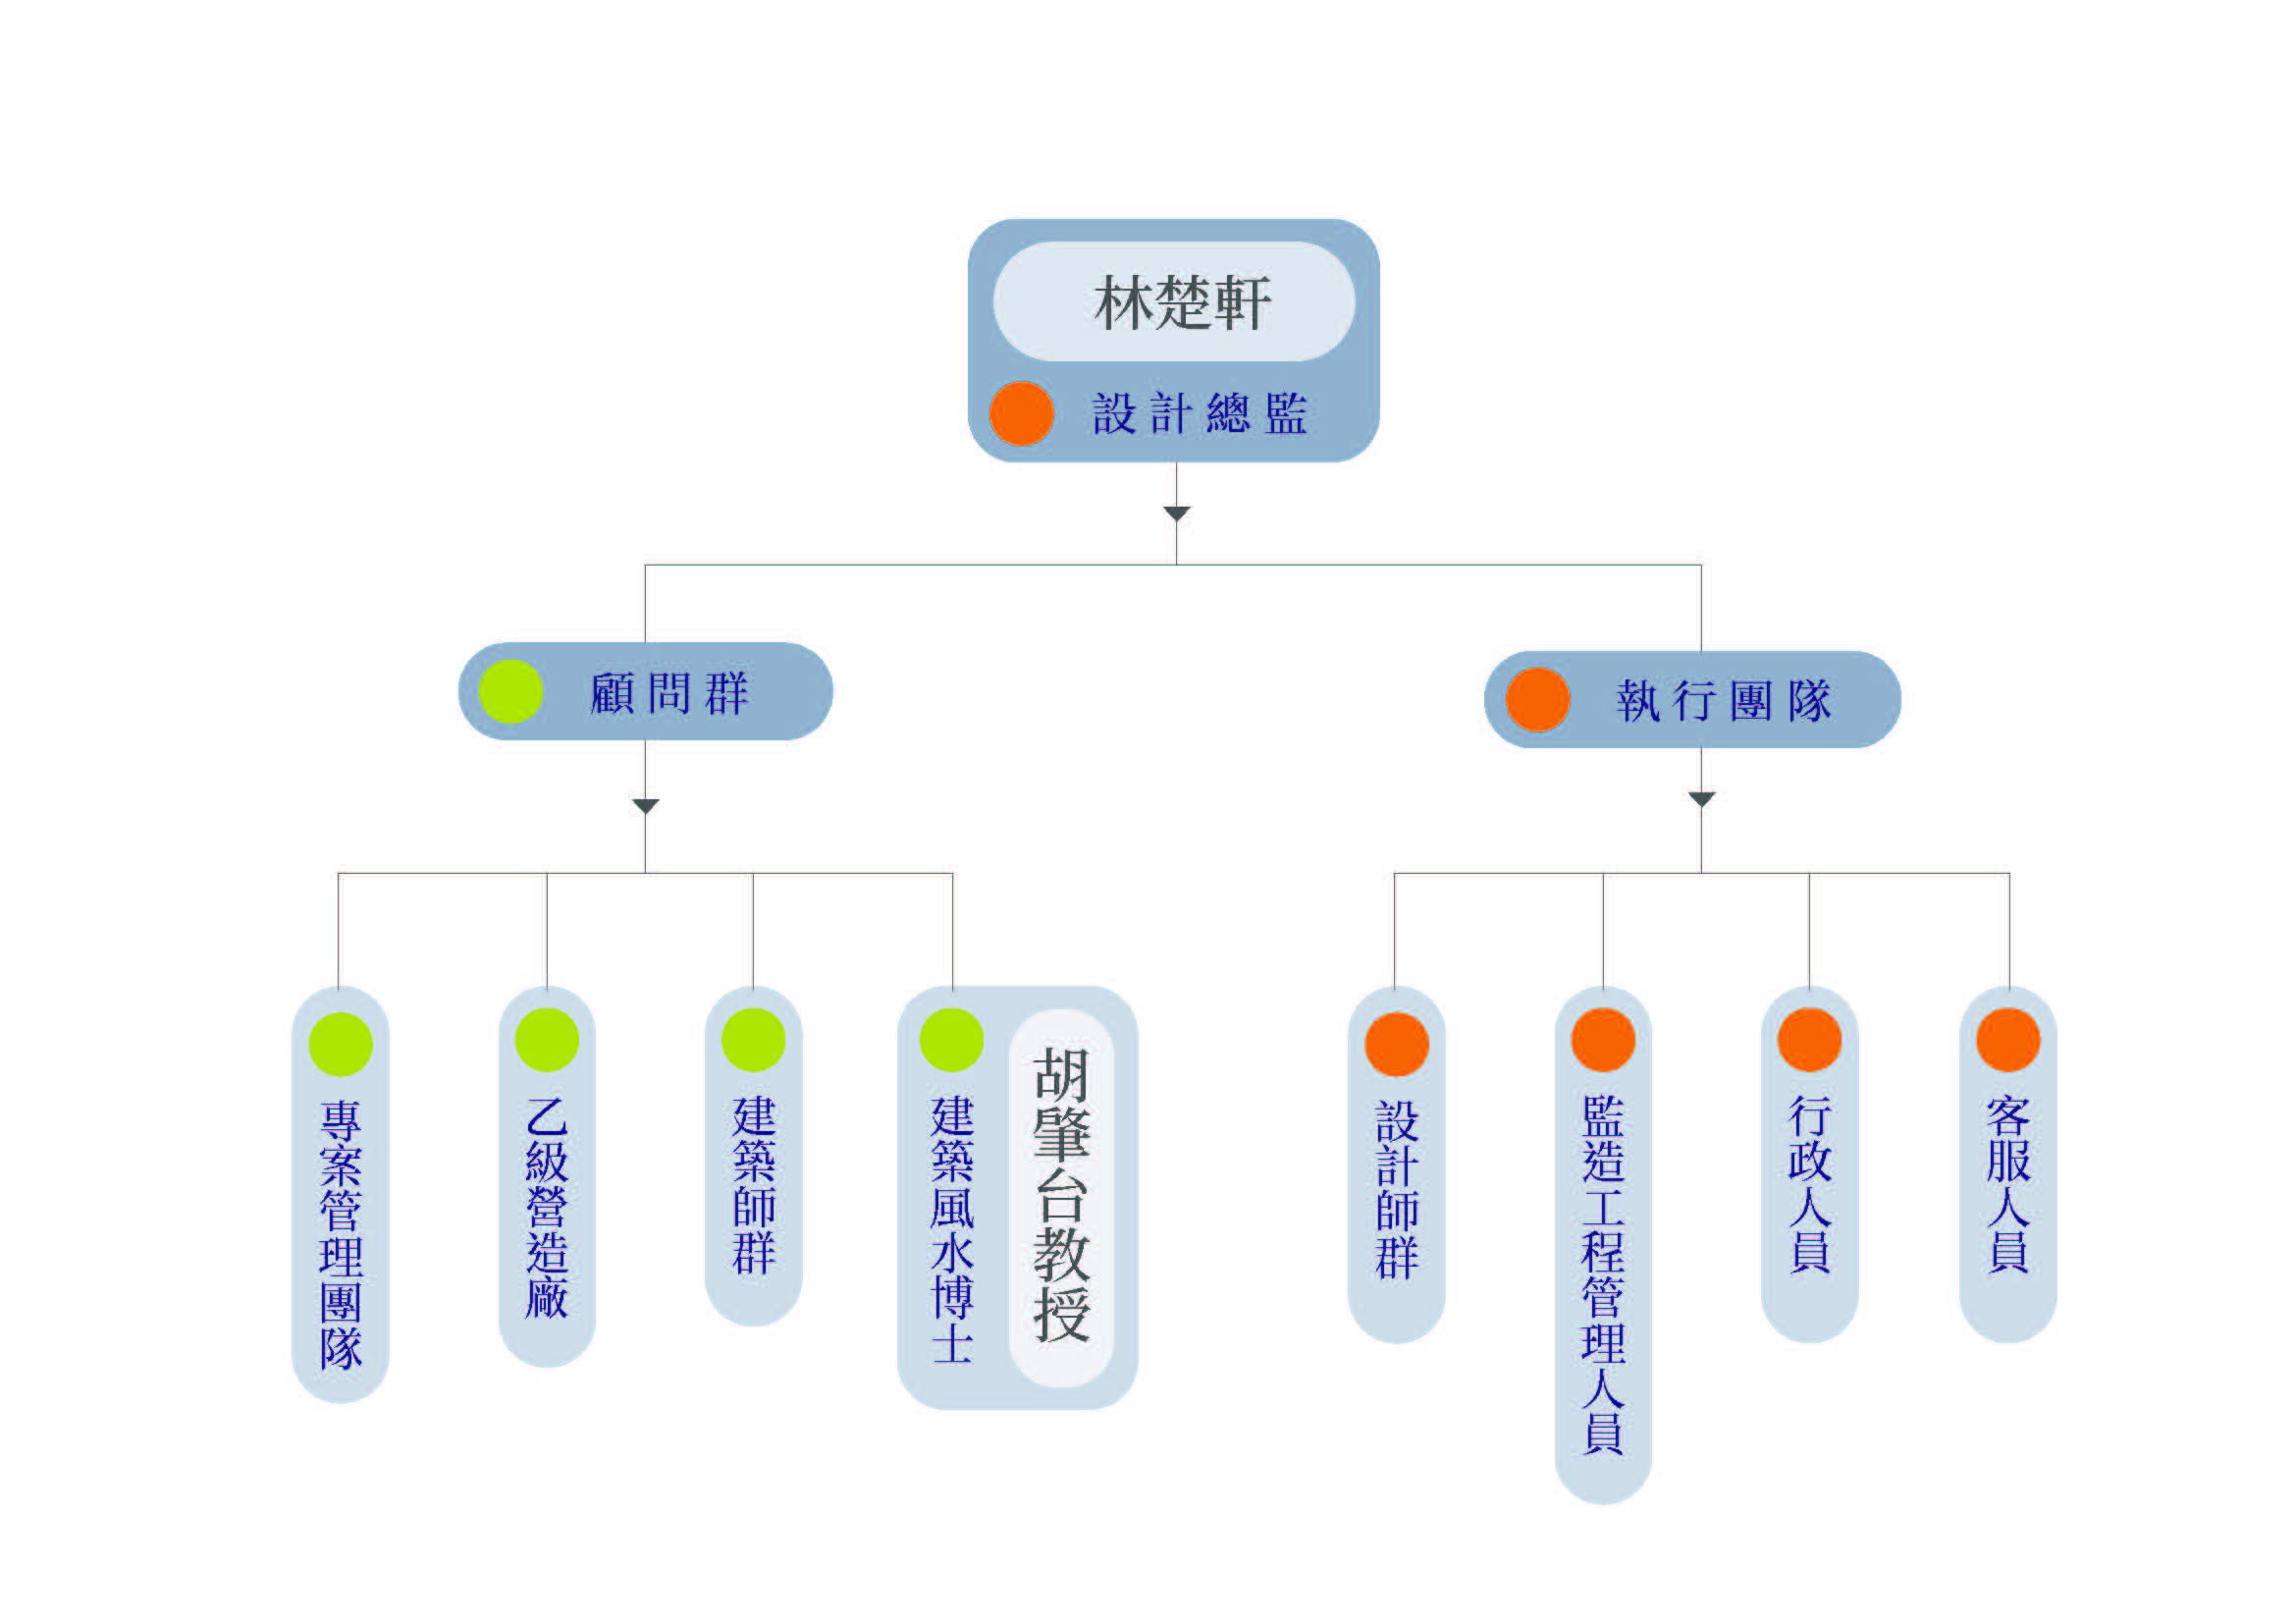 林楚軒
設計總監
顧問群
執行團隊
專案管理團隊
乙級營造廠
建築師群
建築風水博士
胡肇台教授
設計師群
監造工程管理人員
行政人員
客服人員